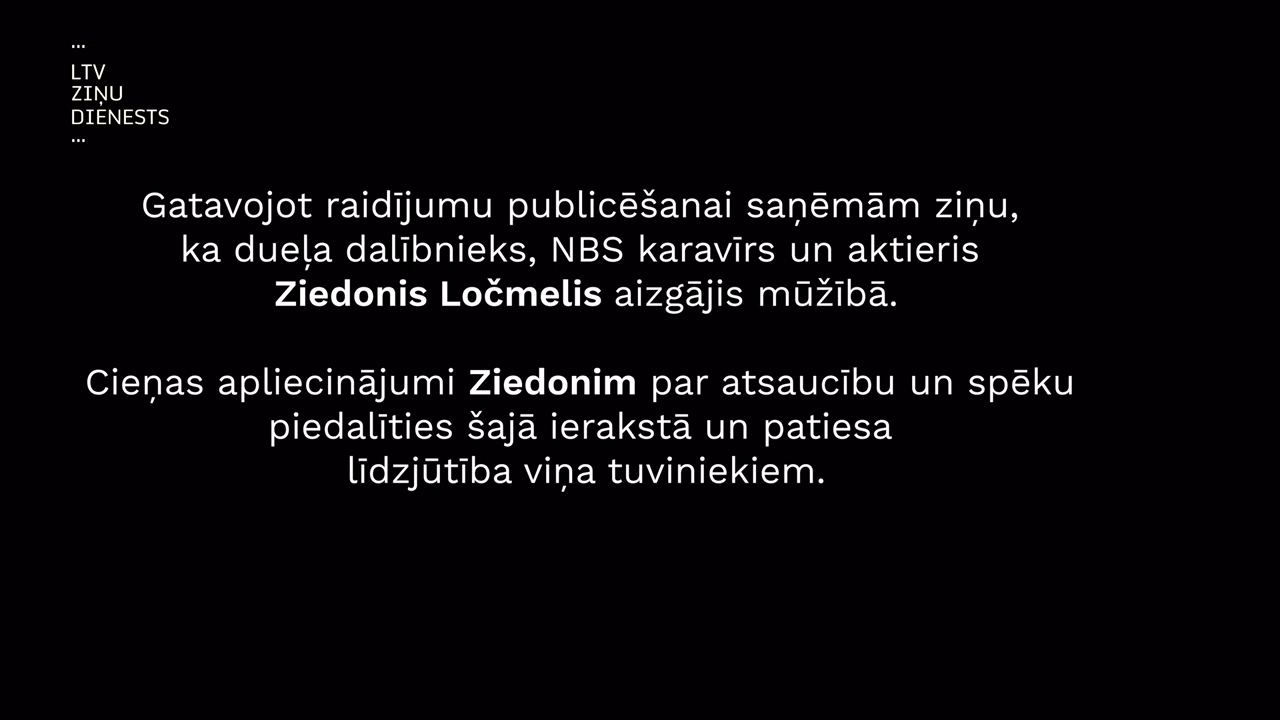 ...
LTV
ZIŅU
DIENESTS
...
Gatavojot raidījumu publicēšanai saņēmām ziņu,
ka dueļa dalībnieks, NBS karavīrs un aktieris
Ziedonis Ločmelis aizgājis mūžībā.
Cieņas apliecinājumi Ziedonim par atsaucību un spēku
piedalīties šajā ierakstā un patiesa
līdzjūtība viņa tuviniekiem.